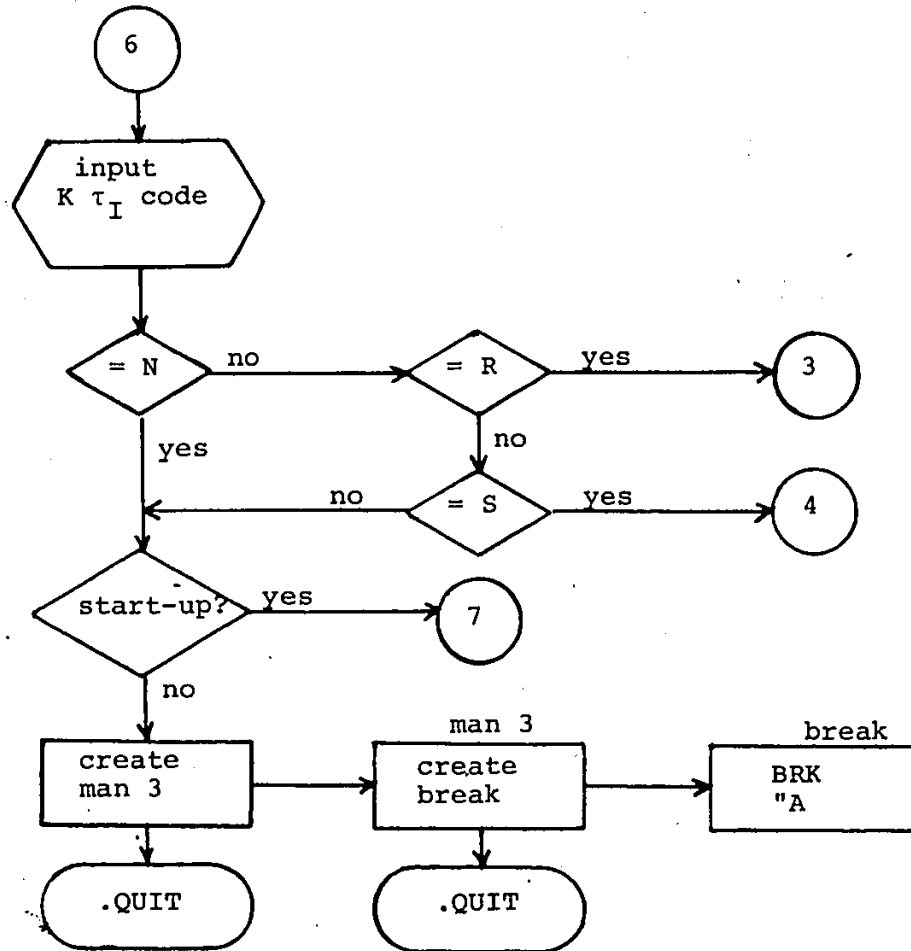 6
input
K τI code
= N
no
= R
yes
3
yes
no
no
= S
yes
4
start-up?
yes
7
no
man 3
break
create
man 3
create
break
BRK
"A
.QUIT
.QUIT